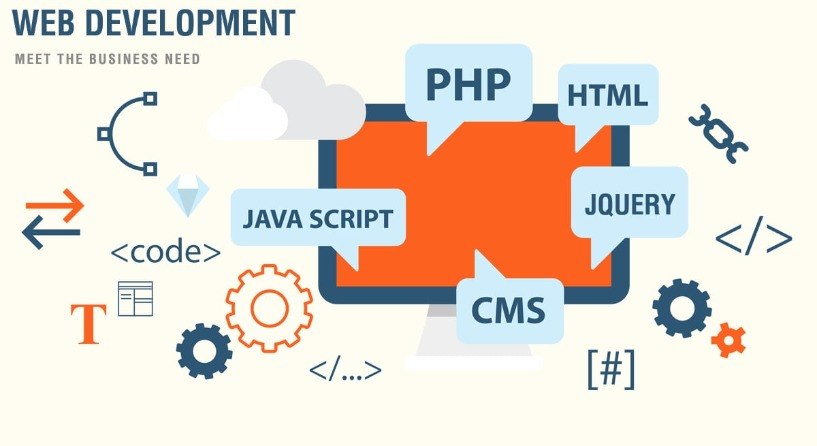 WEB DEVELOPMENT
MEET THE BUSINESS NEED
PHP
HTML
JAVA SCRIPT
JQUERY
<code>
</>
T
CMS
</...>
[#]